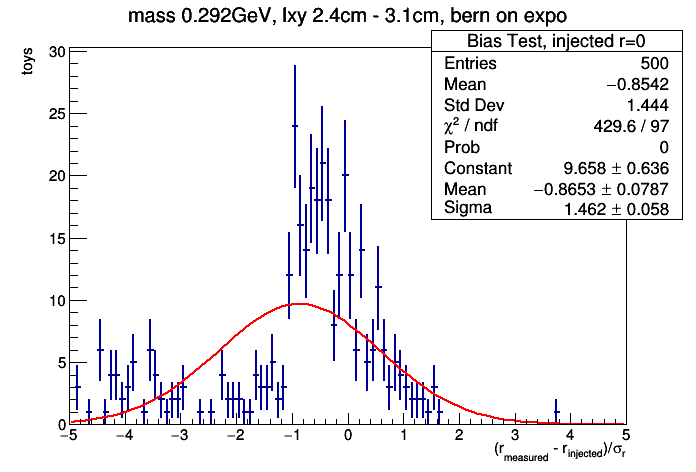 mass 0.292GeV, lxy 2.4cm - 3.1cm, bern on expo
Bias Test, injected r=0
Entries 500
Mean −0.8542
Std Dev 1.444
χ² / ndf 429.6 / 97
Prob 0
Constant 9.658 ± 0.636
Mean −0.8653 ± 0.0787
Sigma 1.462 ± 0.058
toys
30
25
20
15
10
5
0
−5 −4 −3 −2 −1 0 1 2 3 4 5
(r_measured - r_injected)/σ_r